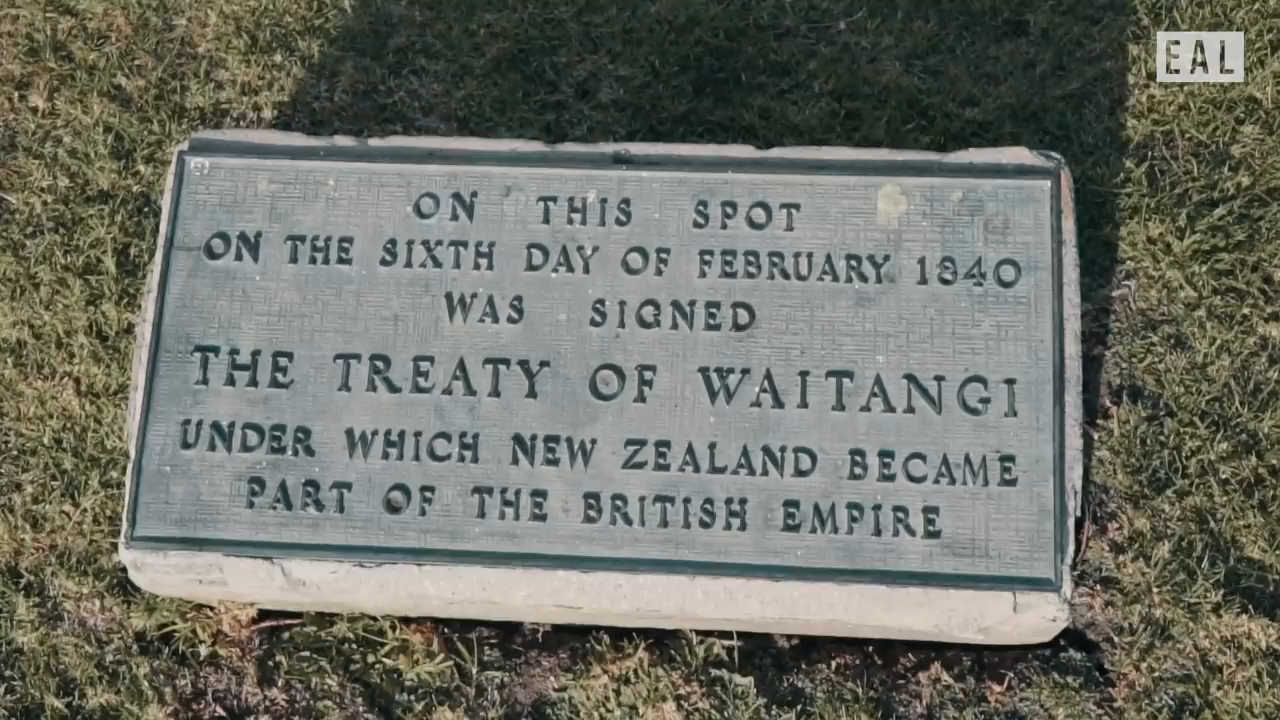 EAL
ON THIS SPOT
ON THE SIXTH DAY OF FEBRUARY 1840
WAS SIGNED
THE TREATY OF WAITANGI
UNDER WHICH NEW ZEALAND BECAME
PART OF THE BRITISH EMPIRE